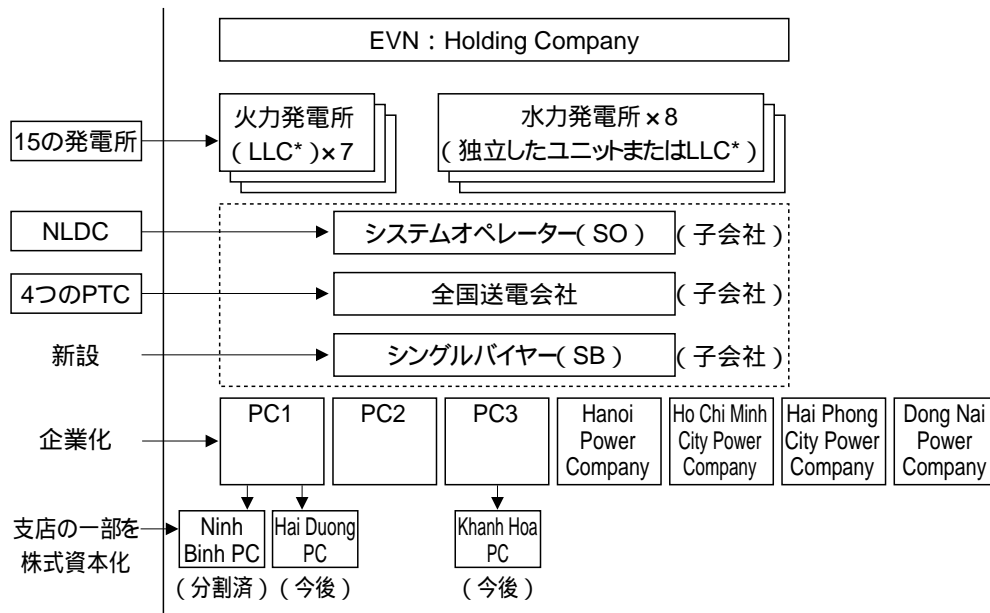 EVN：Holding Company
15の発電所
火力発電所
（LLC*）×7
水力発電所×8
（独立したユニットまたはLLC*）
NLDC
システムオペレーター（SO）
（子会社）
4つのPTC
全国送電会社
（子会社）
新設
シングルバイヤー（SB）
（子会社）
企業化
PC1
PC2
PC3
Hanoi
Power
Company
Ho Chi Minh
City Power
Company
Hai Phong
City Power
Company
Dong Nai
Power
Company
支店の一部を
株式資本化
Ninh
Binh PC
（分割済）
Hai Duong
PC
（今後）
Khanh Hoa
PC
（今後）